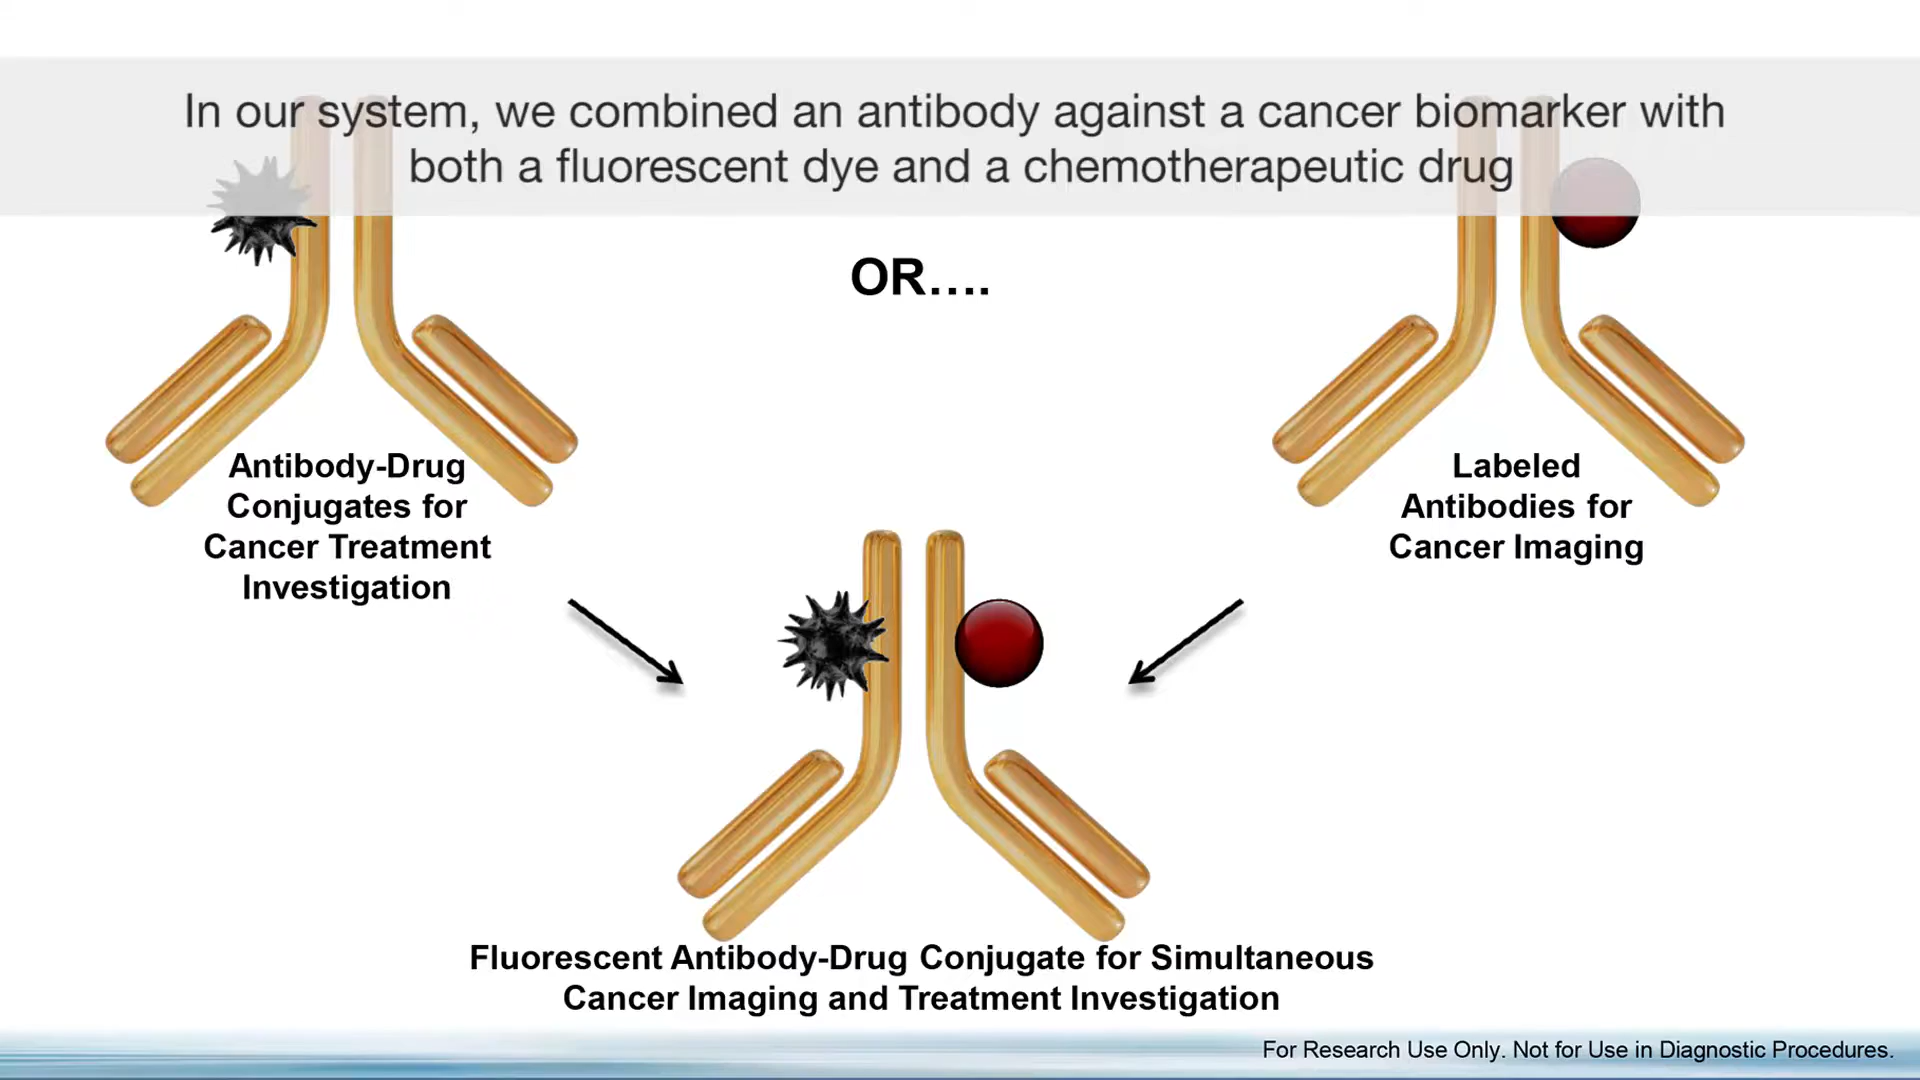 In our system, we combined an antibody against a cancer biomarker with
both a fluorescent dye and a chemotherapeutic drug
OR....
Antibody-Drug
Conjugates for
Cancer Treatment
Investigation
Labeled
Antibodies for
Cancer Imaging
Fluorescent Antibody-Drug Conjugate for Simultaneous
Cancer Imaging and Treatment Investigation
For Research Use Only. Not for Use in Diagnostic Procedures.